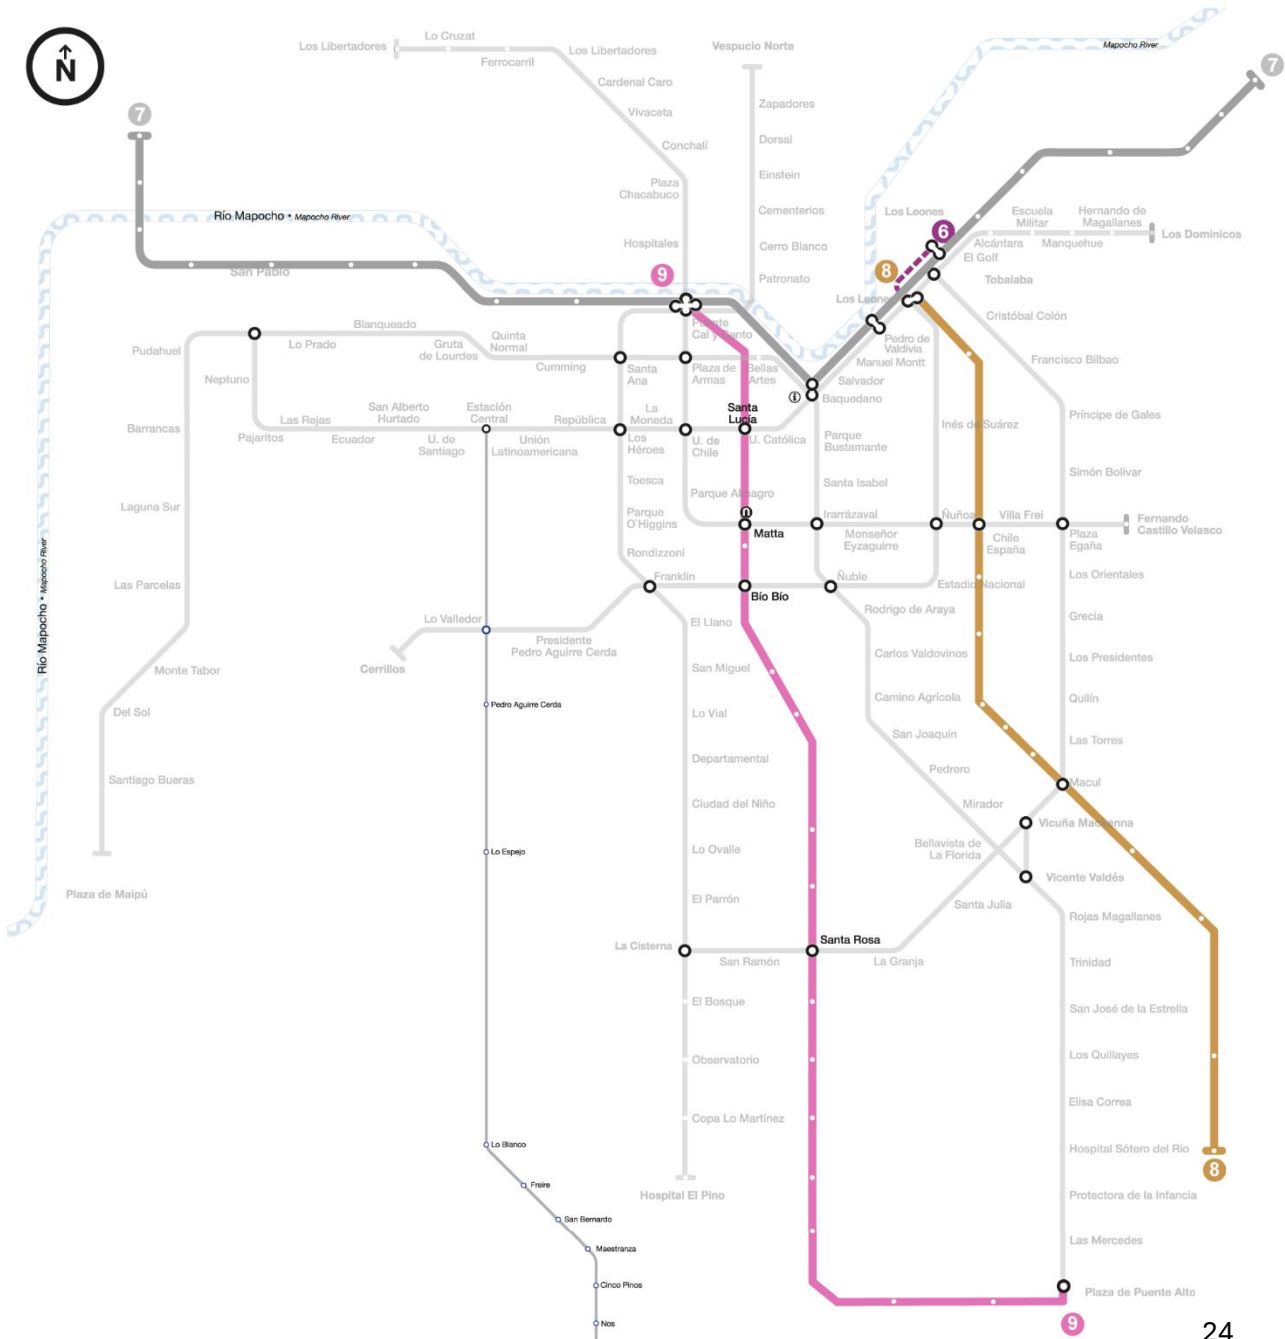 N
Los Libertadores
Lo Cruzat
Ferrocarril
Los Libertadores
Cardenal Caro
Vivaceta
Conchalí
Plaza
Chacabuco
Hospitales
Vespucio Norte
Zapadores
Dorsal
Einstein
Cementerios
Cerro Blanco
Patronato
Mapocho River
7
7
Río Mapocho • Mapocho River
San Pablo
9
Los Leones
6
8
Los Leones
Escuela
Militar
Hernando de
Magallanes
Alcántara
Manquehue
Los Dominicos
El Golf
Tobalaba
Cristóbal Colón
Francisco Bilbao
Príncipe de Gales
Simón Bolívar
Pudahuel
Lo Prado
Blanqueado
Gruta
de Lourdes
Quinta
Normal
Cumming
Santa
Ana
Puente
Cal y Canto
Plaza de
Armas
Bellas
Artes
Pedro de
Valdivia
Manuel Montt
Salvador
Baquedano
Neptuno
Barrancas
Pajaritos
Las Rejas
Ecuador
San Alberto
Hurtado
U. de
Santiago
Estación
Central
Unión
Latinoamericana
República
Los
Héroes
La
Moneda
U. de
Chile
Santa
Lucía
U. Católica
Parque
Bustamante
Inés de Suárez
Santa Isabel
Toesca
Parque Almagro
Laguna Sur
Parque
O'Higgins
Matta
Irarrázaval
Monseñor
Eyzaguirre
Ñuñoa
Villa Frei
Chile
España
Plaza
Egaña
Fernando
Castillo Velasco
Rondizzoni
Franklin
Bío Bío
Ñuble
Estadio Nacional
Los Orientales
Las Parcelas
Río Mapocho • Mapocho River
Lo Valledor
Cerrillos
Presidente
Pedro Aguirre Cerda
El Llano
Rodrigo de Araya
Grecia
Carlos Valdovinos
Los Presidentes
Monte Tabor
San Miguel
Camino Agrícola
Quilín
Del Sol
Pedro Aguirre Cerda
Lo Vial
San Joaquín
Las Torres
Santiago Bueras
Departamental
Pedrero
Macul
Ciudad del Niño
Mirador
Vicuña Mackenna
Lo Espejo
Lo Ovalle
Bellavista de
La Florida
Vicente Valdés
Plaza de Maipú
El Parrón
Santa Julia
Rojas Magallanes
La Cisterna
San Ramón
Santa Rosa
La Granja
Trinidad
El Bosque
San José de la Estrella
Observatorio
Los Quillayes
Copa Lo Martínez
Elisa Correa
Lo Blanco
Hospital Sótero del Río
8
Freire
Hospital El Pino
Protectora de la Infancia
San Bernardo
Las Mercedes
Maestranza
Cinco Pinos
Plaza de Puente Alto
Nos
9
24